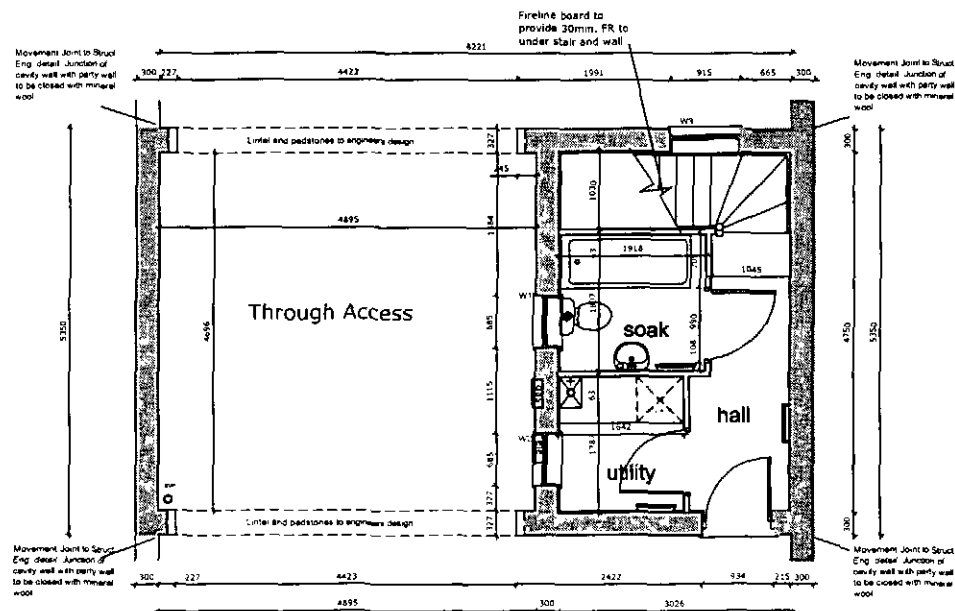 Fireline board to
provide 30mm. FR to
under stair and wall
8221
300 227 4423 1991 915 665 300
Movement Joint to Struct
Eng detail Junction of
cavity wall with party wall
to be closed with mineral
wool
Movement Joint to Struct
Eng detail Junction of
cavity wall with party wall
to be closed with mineral
wool
W3
Lintel and padstones to engineers design
327
300
245
1030
4895
1918
1045
Through Access
W1
685
soak
990
108
5350
4696
4750
5350
1115
63
hall
1642
685
utility
327
Lintel and padstones to engineers design
327
300
Movement Joint to Struct
Eng detail Junction of
cavity wall with party wall
to be closed with mineral
wool
Movement Joint to Struct
Eng detail Junction of
cavity wall with party wall
to be closed with mineral
wool
300 227 4423 2422 934 215 300
4895 300 3026